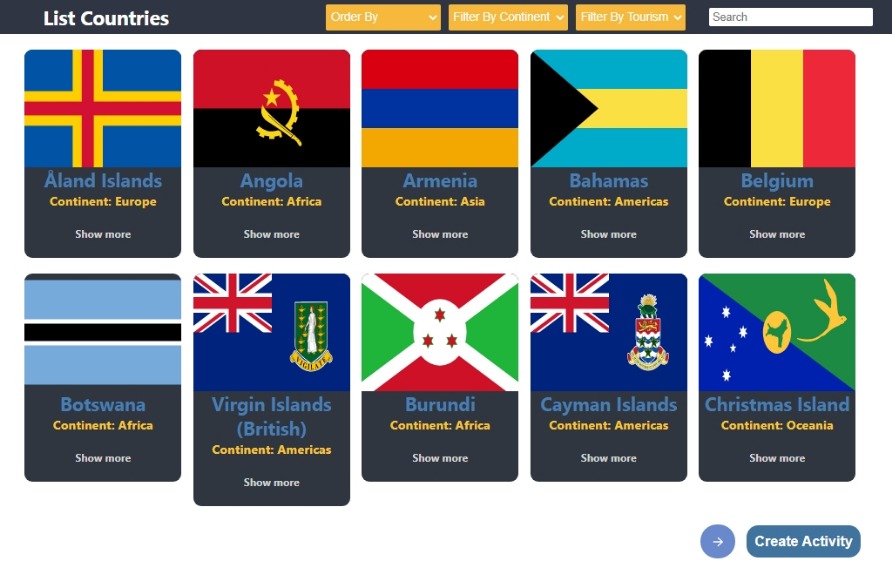 List Countries
Order By
Filter By Continent
Filter By Tourism
Search
Åland Islands
Continent: Europe
Show more
Angola
Continent: Africa
Show more
Armenia
Continent: Asia
Show more
Bahamas
Continent: Americas
Show more
Belgium
Continent: Europe
Show more
Botswana
Continent: Africa
Show more
VIGILATE
Virgin Islands
(British)
Continent: Americas
Show more
Burundi
Continent: Africa
Show more
Cayman Islands
Continent: Americas
Show more
Christmas Island
Continent: Oceania
Show more
Create Activity